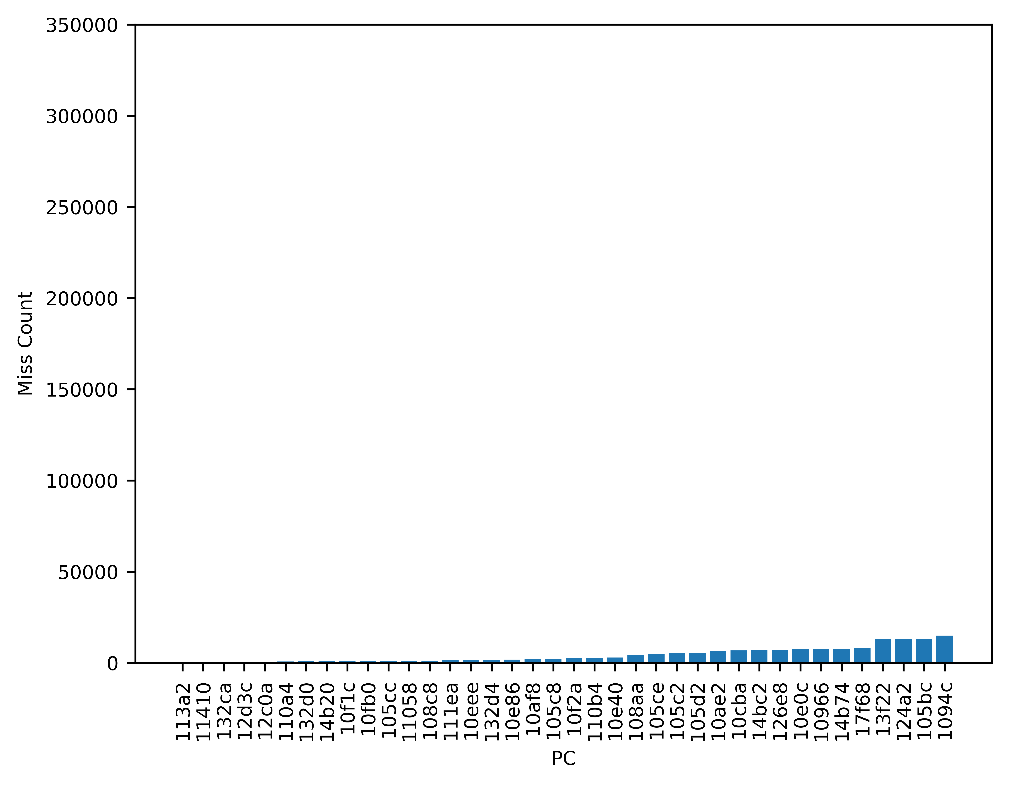 350000
300000
250000
200000
150000
100000
50000
0
Miss Count
113a2
11410
132ca
12d3c
12c0a
110a4
132d0
14b20
10f1c
10fb0
105cc
11058
108c8
111ea
10eee
132d4
10e86
10af8
105c8
10f2a
110b4
10e40
108aa
105ce
105c2
105d2
10ae2
10cba
14bc2
126e8
10e0c
10966
14b74
17f68
13f22
124a2
105bc
1094c
PC